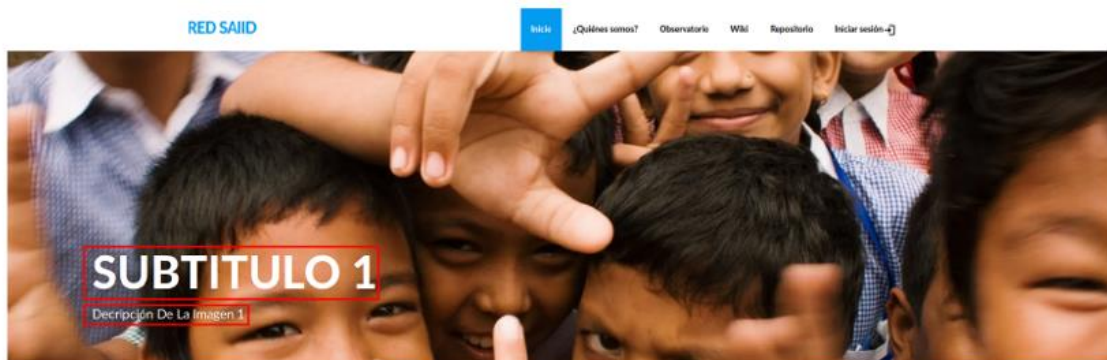 RED SAIID
Inicio ¿Quiénes somos? Observatorio Wiki Repositorio Iniciar sesión
SUBTITULO 1
Decripción De La Imagen 1